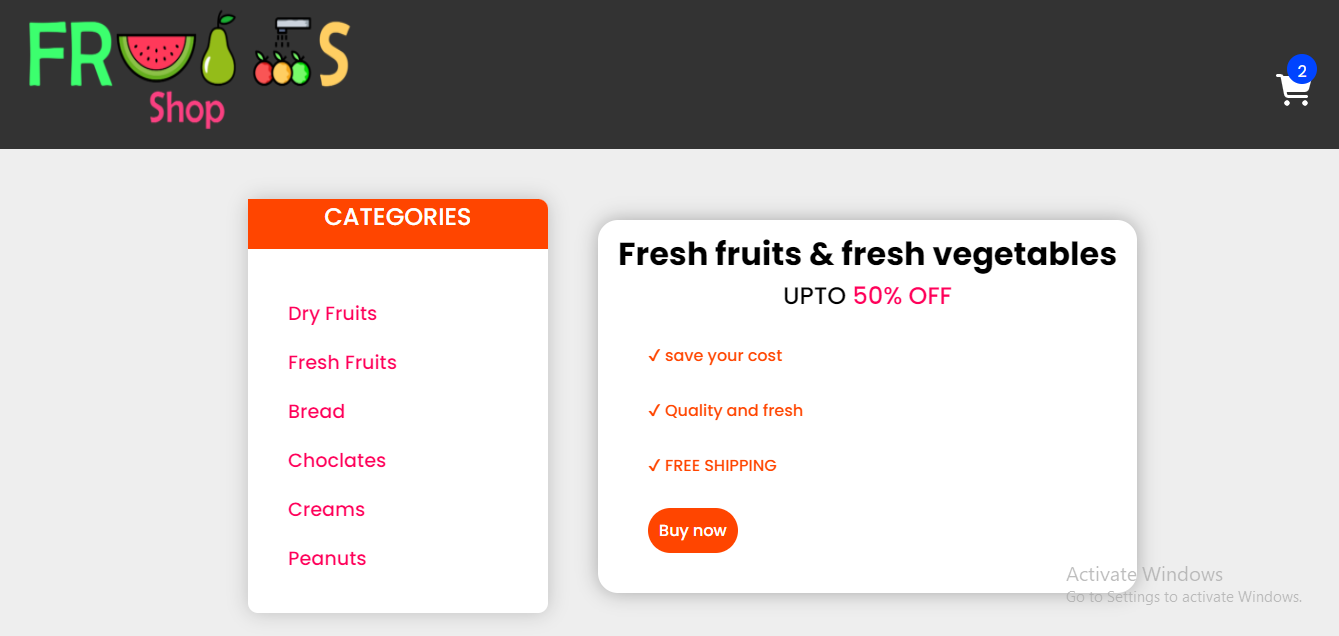 FRUITS
Shop
2
CATEGORIES
Dry Fruits
Fresh Fruits
Bread
Choclates
Creams
Peanuts
Fresh fruits & fresh vegetables
UPTO 50% OFF
✓ save your cost
✓ Quality and fresh
✓ FREE SHIPPING
Buy now
Activate Windows
Go to Settings to activate Windows.